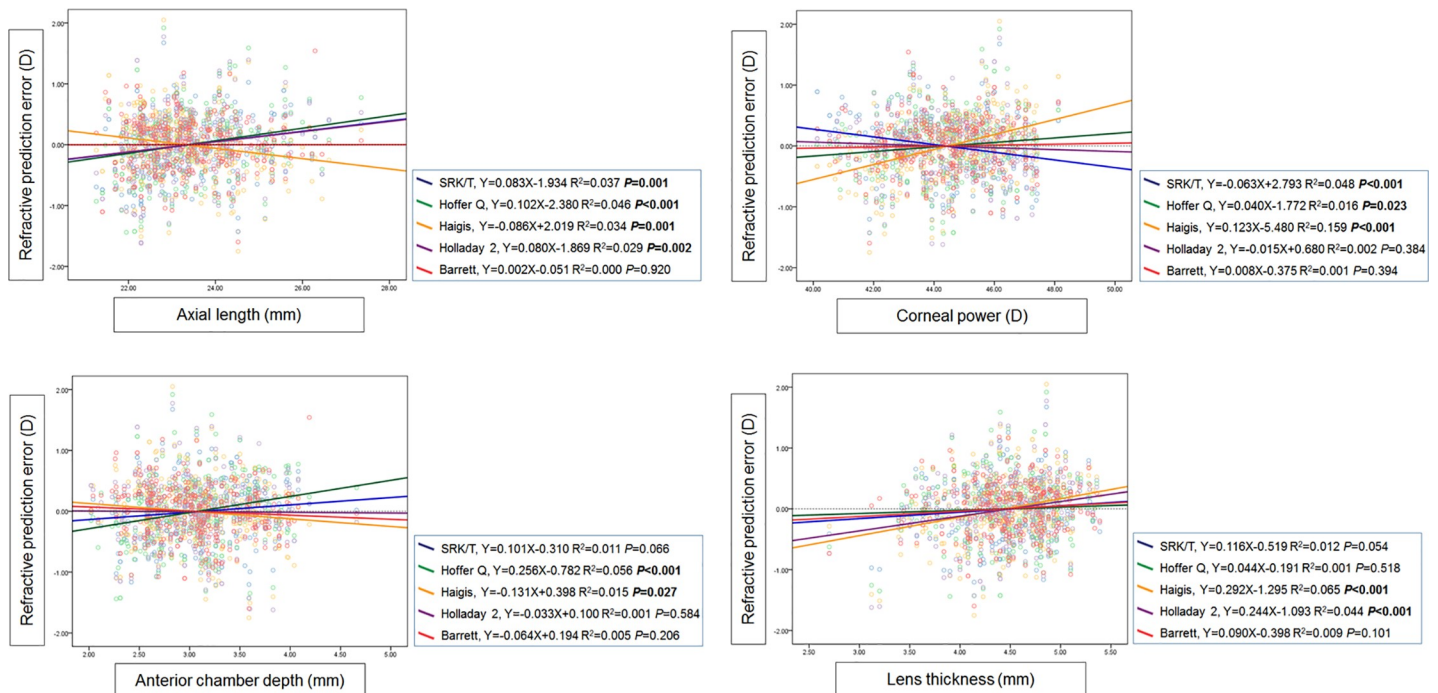 Refractive prediction error (D)
2.00
1.00
0.00
-1.00
-2.00
22.00 24.00 26.00 28.00
Axial length (mm)
SRK/T, Y=0.083X-1.934 R²=0.037 P=0.001
Hoffer Q, Y=0.102X-2.380 R²=0.046 P<0.001
Haigis, Y=-0.086X+2.019 R²=0.034 P=0.001
Holladay 2, Y=0.080X-1.869 R²=0.029 P=0.002
Barrett, Y=0.002X-0.051 R²=0.000 P=0.920
Refractive prediction error (D)
2.00
1.00
0.00
-1.00
-2.00
40.00 42.00 44.00 46.00 48.00 50.00
Corneal power (D)
SRK/T, Y=-0.063X+2.793 R²=0.048 P<0.001
Hoffer Q, Y=0.040X-1.772 R²=0.016 P=0.023
Haigis, Y=0.123X-5.480 R²=0.159 P<0.001
Holladay 2, Y=-0.015X+0.680 R²=0.002 P=0.384
Barrett, Y=0.008X-0.375 R²=0.001 P=0.394
Refractive prediction error (D)
2.00
1.00
0.00
-1.00
-2.00
2.00 2.50 3.00 3.50 4.00 4.50 5.00
Anterior chamber depth (mm)
SRK/T, Y=0.101X-0.310 R²=0.011 P=0.066
Hoffer Q, Y=0.256X-0.782 R²=0.056 P<0.001
Haigis, Y=-0.131X+0.398 R²=0.015 P=0.027
Holladay 2, Y=-0.033X+0.100 R²=0.001 P=0.584
Barrett, Y=-0.064X+0.194 R²=0.005 P=0.206
Refractive prediction error (D)
2.00
1.00
0.00
-1.00
-2.00
2.50 3.00 3.50 4.00 4.50 5.00 5.50
Lens thickness (mm)
SRK/T, Y=0.116X-0.519 R²=0.012 P=0.054
Hoffer Q, Y=0.044X-0.191 R²=0.001 P=0.518
Haigis, Y=0.292X-1.295 R²=0.065 P<0.001
Holladay 2, Y=0.244X-1.093 R²=0.044 P<0.001
Barrett, Y=0.090X-0.398 R²=0.009 P=0.101